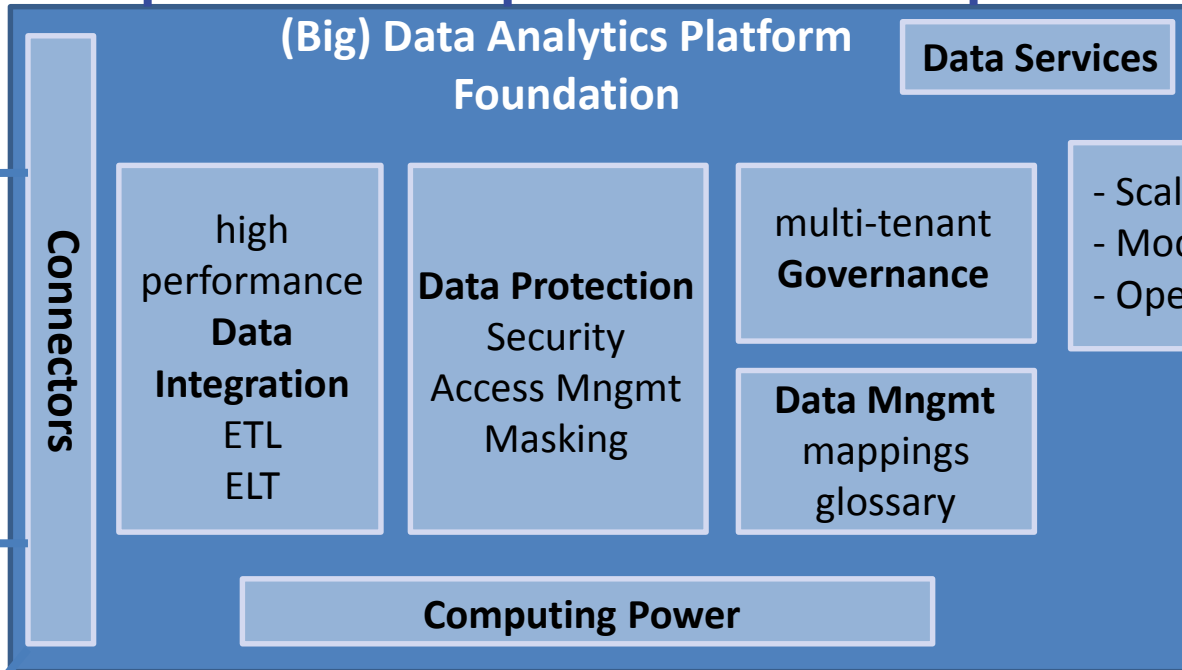 (Big) Data Analytics Platform
Foundation
Data Services
Connectors
high
performance
Data
Integration
ETL
ELT
Data Protection
Security
Access Mngmt
Masking
multi-tenant
Governance
Data Mngmt
mappings
glossary
Computing Power